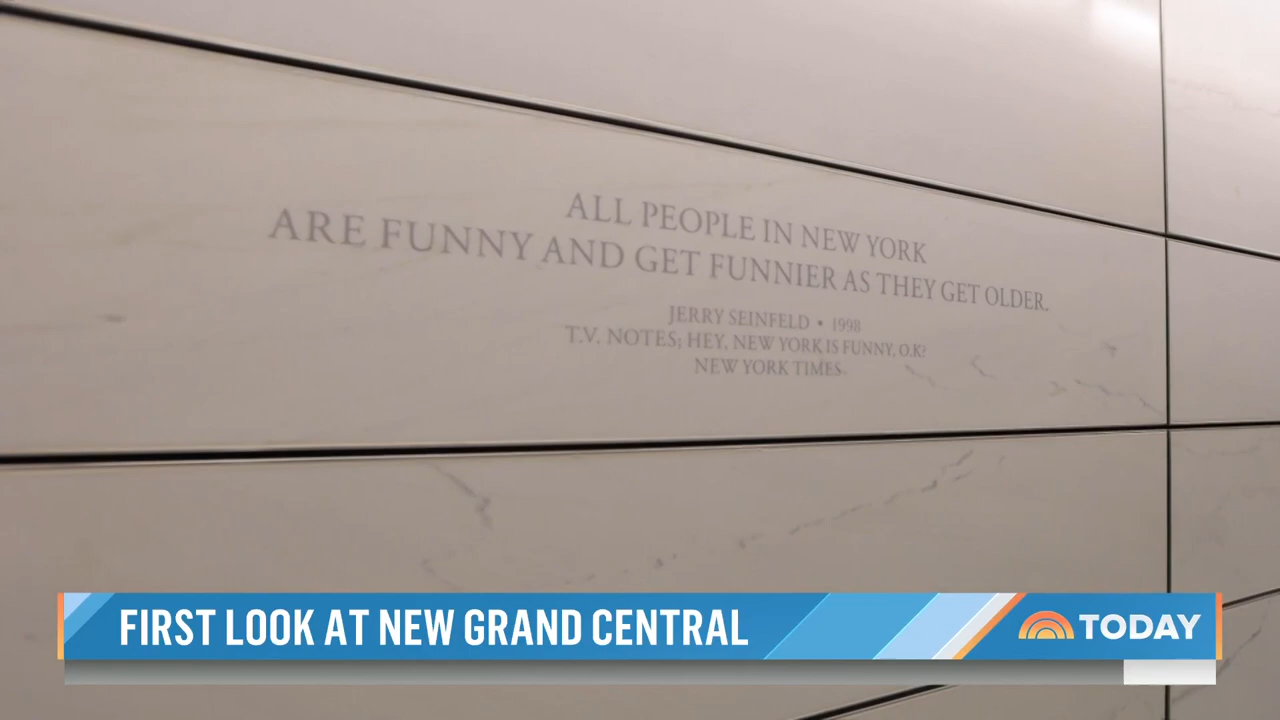 ALL PEOPLE IN NEW YORK
ARE FUNNY AND GET FUNNIER AS THEY GET OLDER.
JERRY SEINFELD • 1998
T.V. NOTES; HEY, NEW YORK IS FUNNY, O.K?
NEW YORK TIMES
FIRST LOOK AT NEW GRAND CENTRAL
TODAY